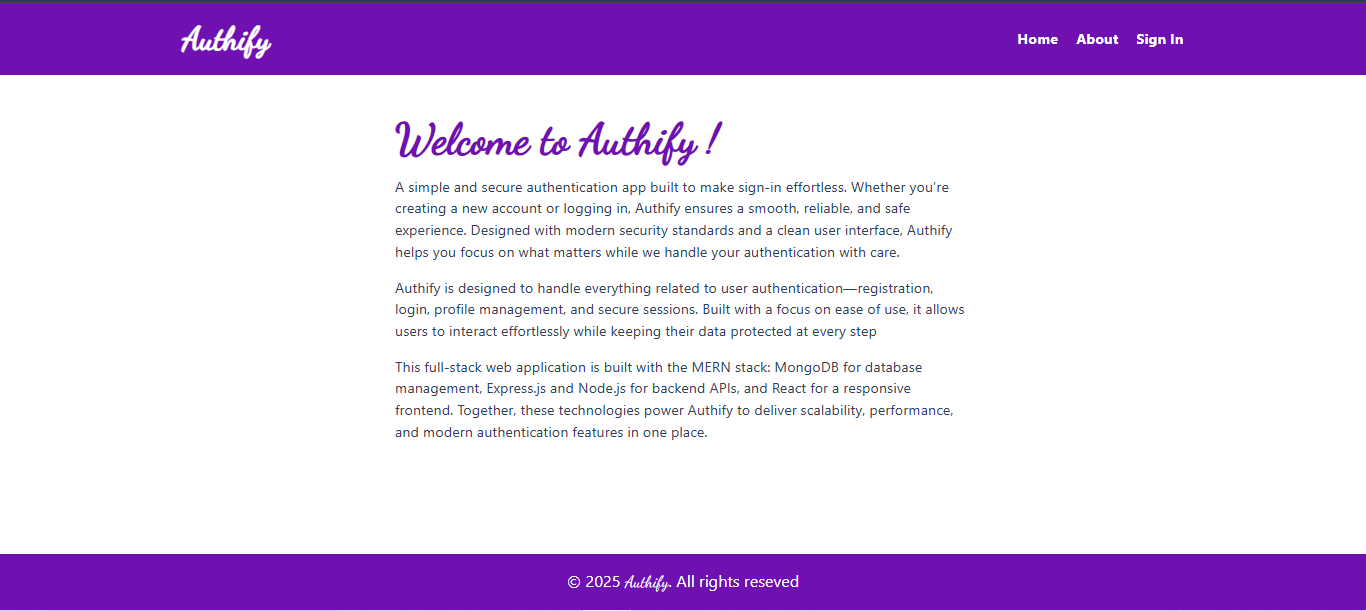 Authify
Home About Sign In
Welcome to Authify !
A simple and secure authentication app built to make sign-in effortless. Whether you're
creating a new account or logging in, Authify ensures a smooth, reliable, and safe
experience. Designed with modern security standards and a clean user interface, Authify
helps you focus on what matters while we handle your authentication with care.
Authify is designed to handle everything related to user authentication—registration,
login, profile management, and secure sessions. Built with a focus on ease of use, it allows
users to interact effortlessly while keeping their data protected at every step
This full-stack web application is built with the MERN stack: MongoDB for database
management, Express.js and Node.js for backend APIs, and React for a responsive
frontend. Together, these technologies power Authify to deliver scalability, performance,
and modern authentication features in one place.
© 2025 Authify. All rights reseved